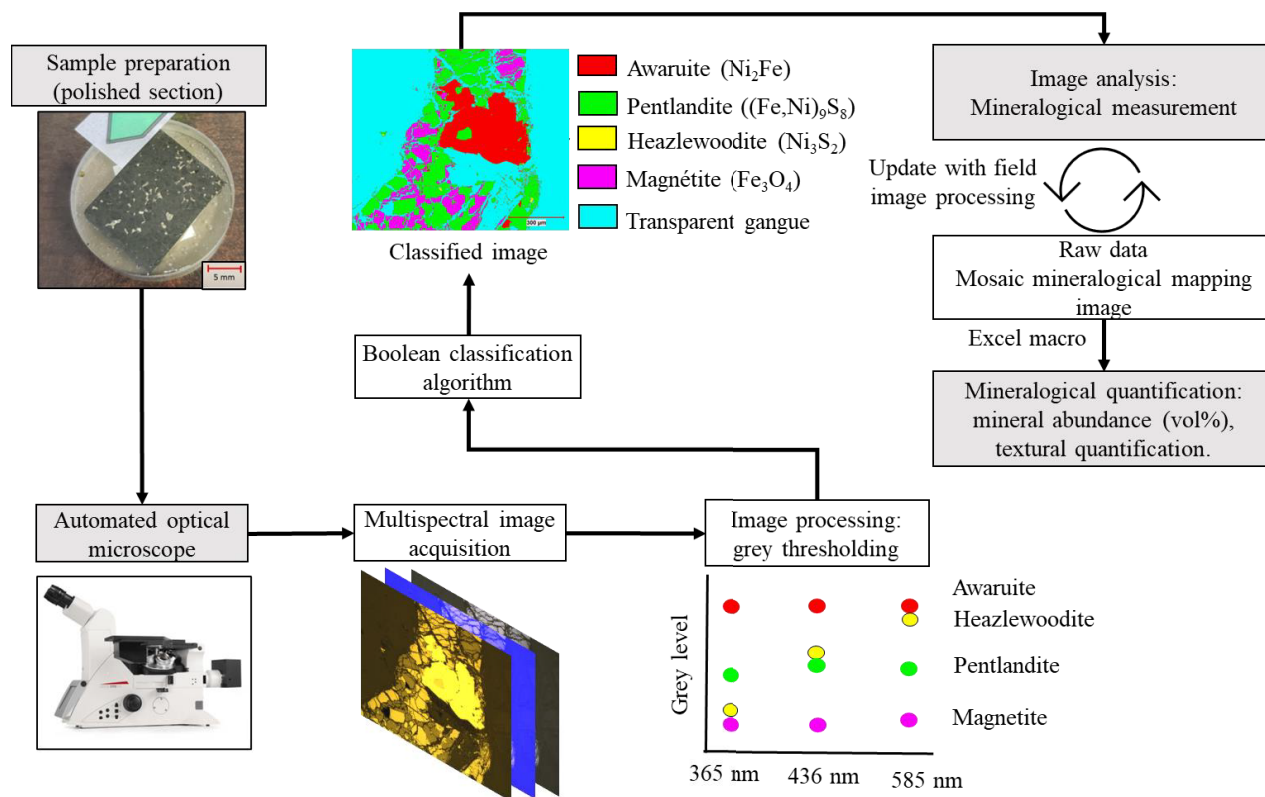 Sample preparation
(polished section)
5 mm
Automated optical
microscope
Multispectral image
acquisition
Image processing:
grey thresholding
Grey level
365 nm
436 nm
585 nm
Awaruite
Heazlewoodite
Pentlandite
Magnetite
Boolean classification
algorithm
Classified image
300 µm
Awaruite (Ni₂Fe)
Pentlandite ((Fe,Ni)₉S₈)
Heazlewoodite (Ni₃S₂)
Magnétite (Fe₃O₄)
Transparent gangue
Image analysis:
Mineralogical measurement
Update with field
image processing
Raw data
Mosaic mineralogical mapping
image
Excel macro
Mineralogical quantification:
mineral abundance (vol%),
textural quantification.